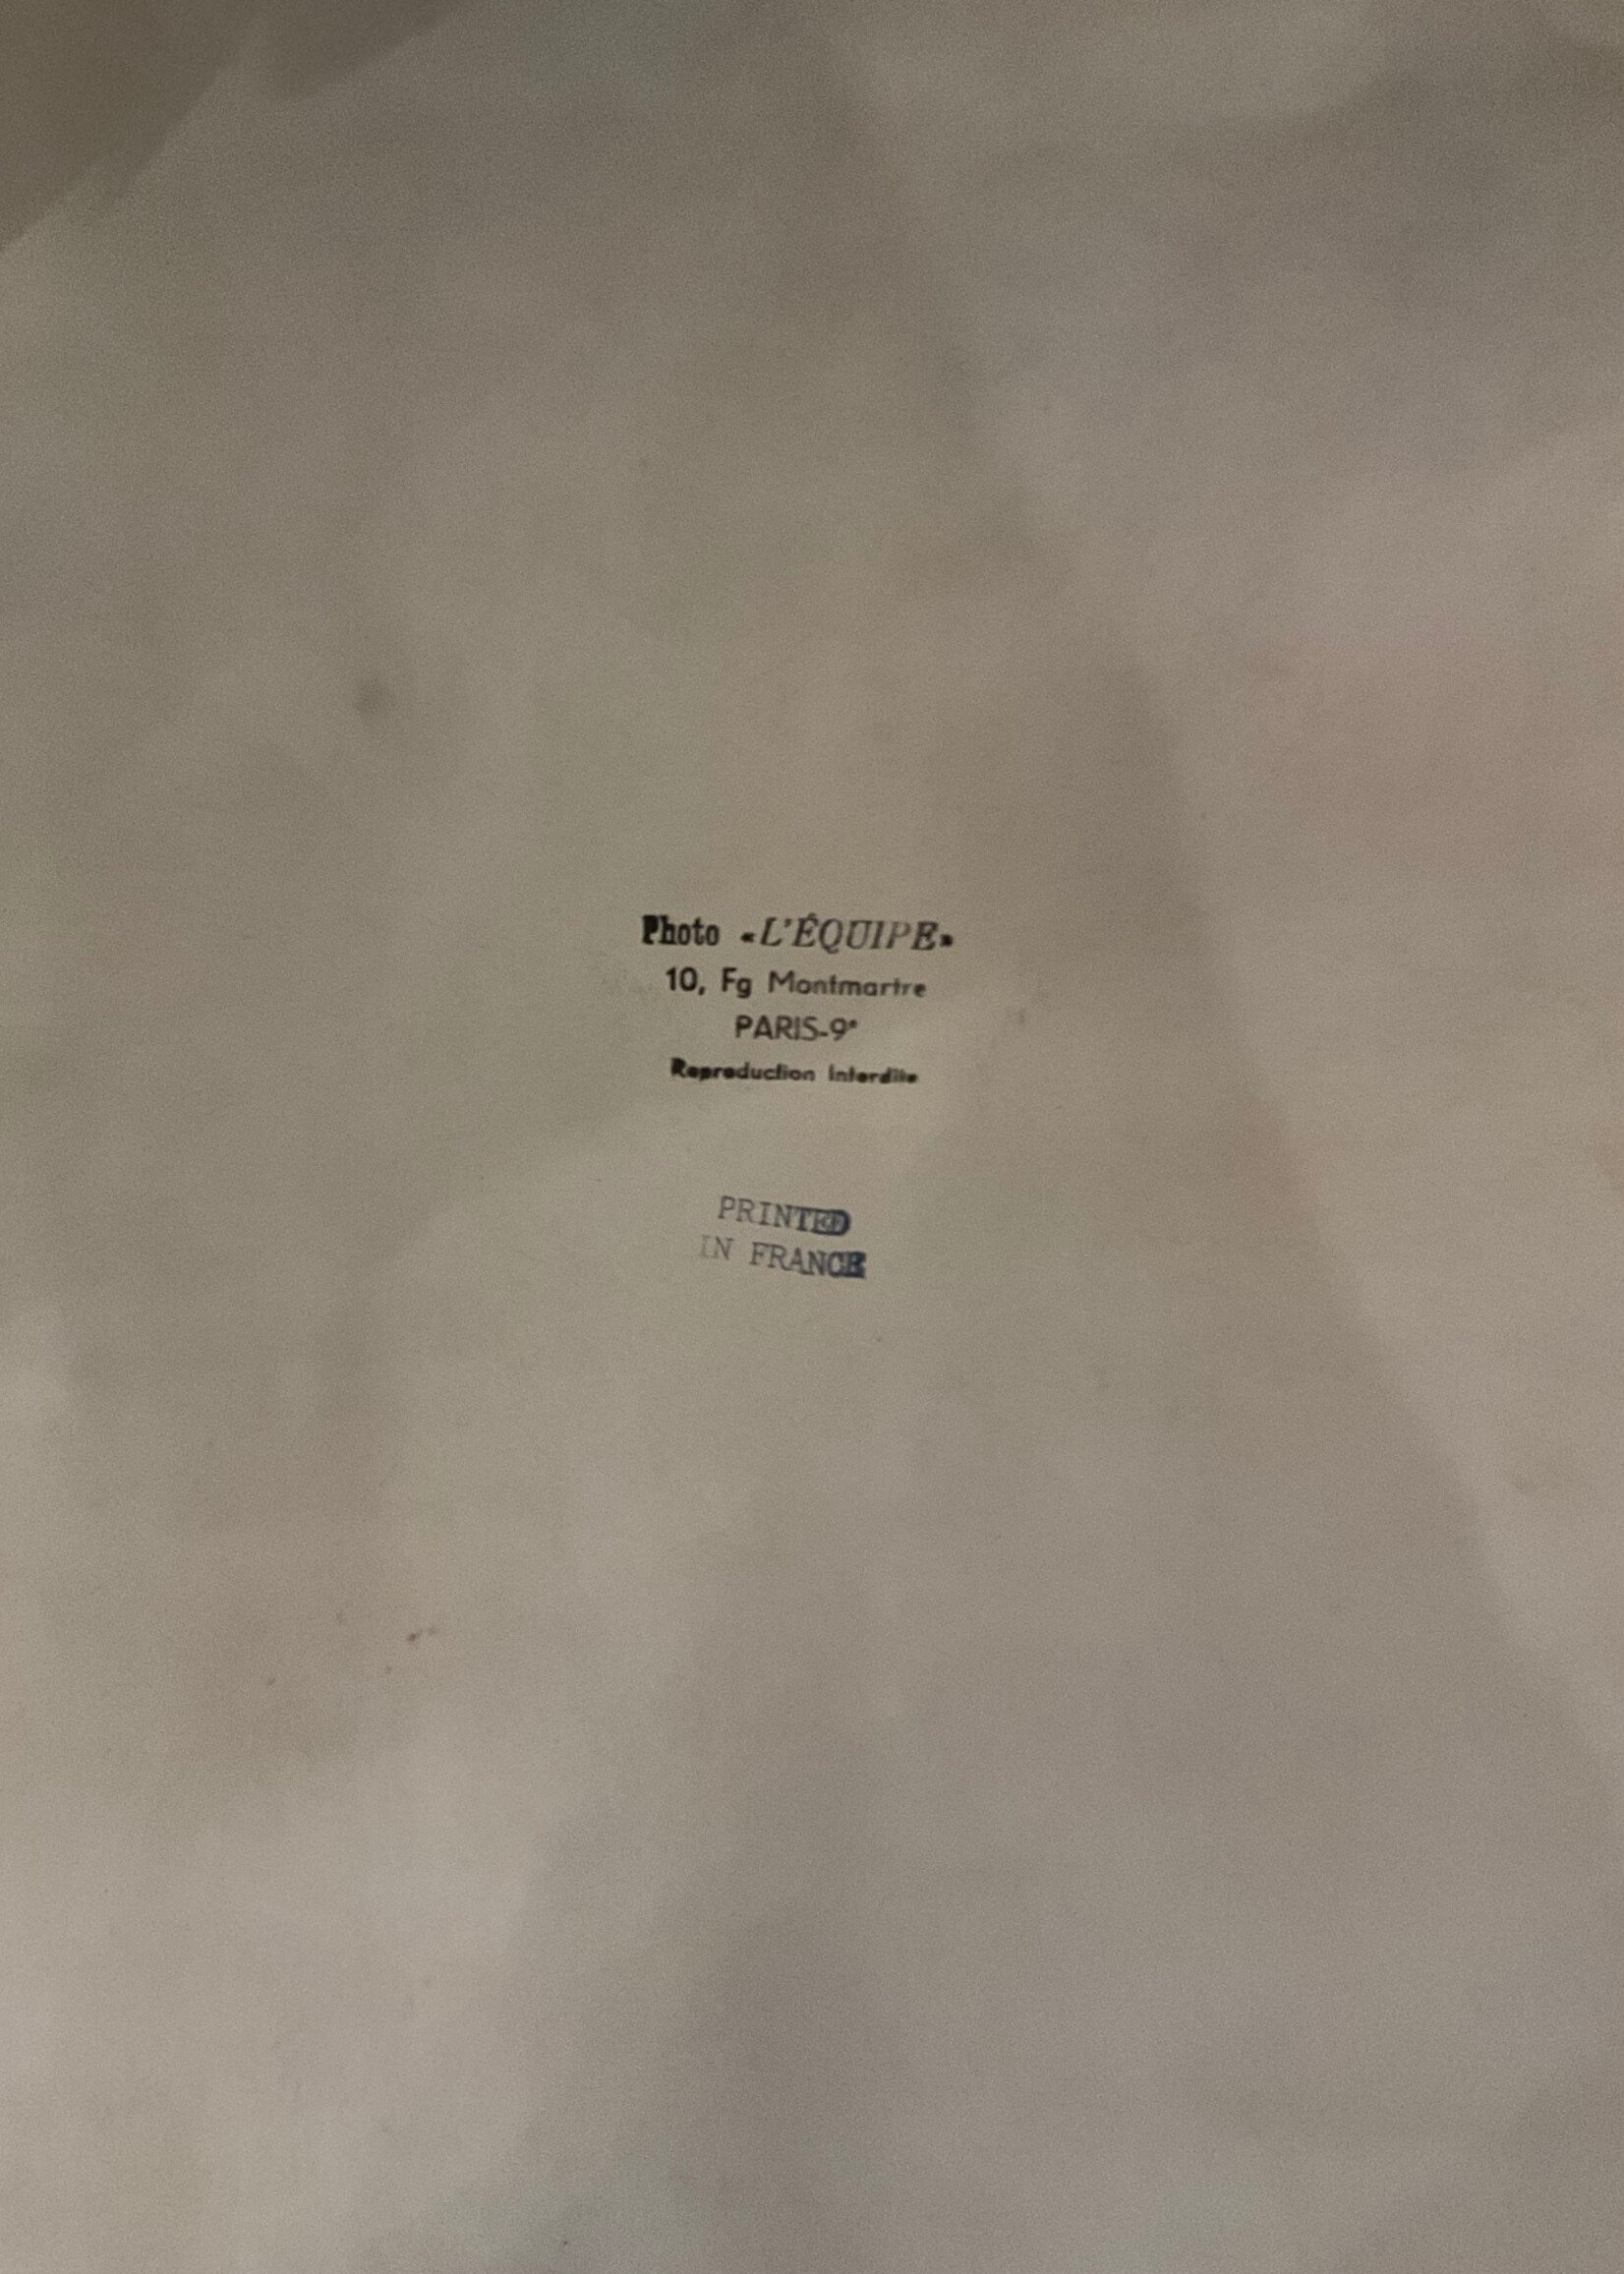 Photo «L'ÉQUIPE»
10, Fg Montmartre
PARIS-9ᵉ
Reproduction Interdite
PRINTED
IN FRANCE